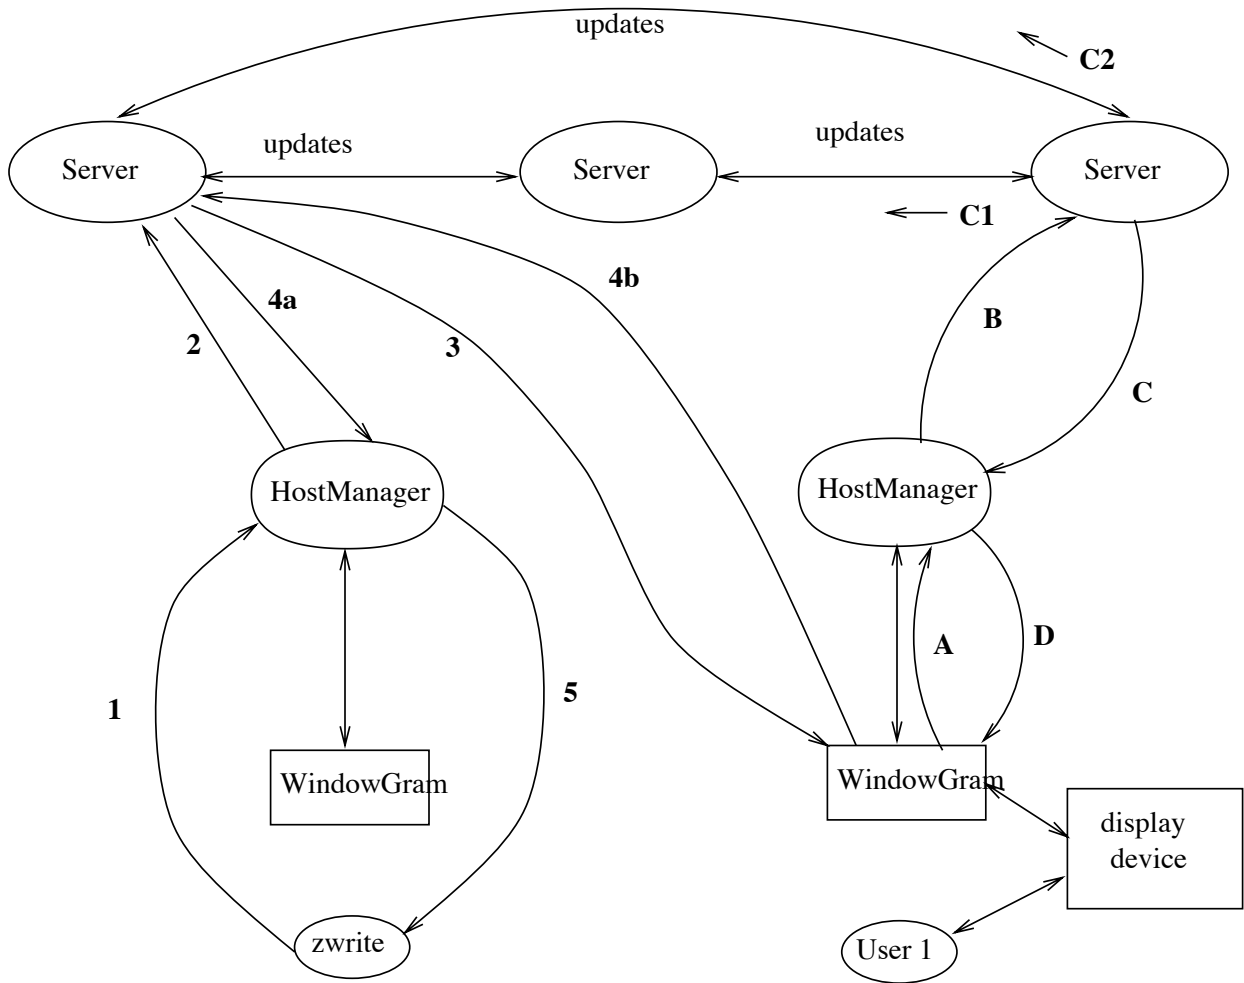 updates
C2
updates
updates
Server
Server
Server
C1
4b
4a
B
2
3
C
HostManager
HostManager
A
D
1
5
WindowGram
WindowGram
display
device
zwrite
User 1